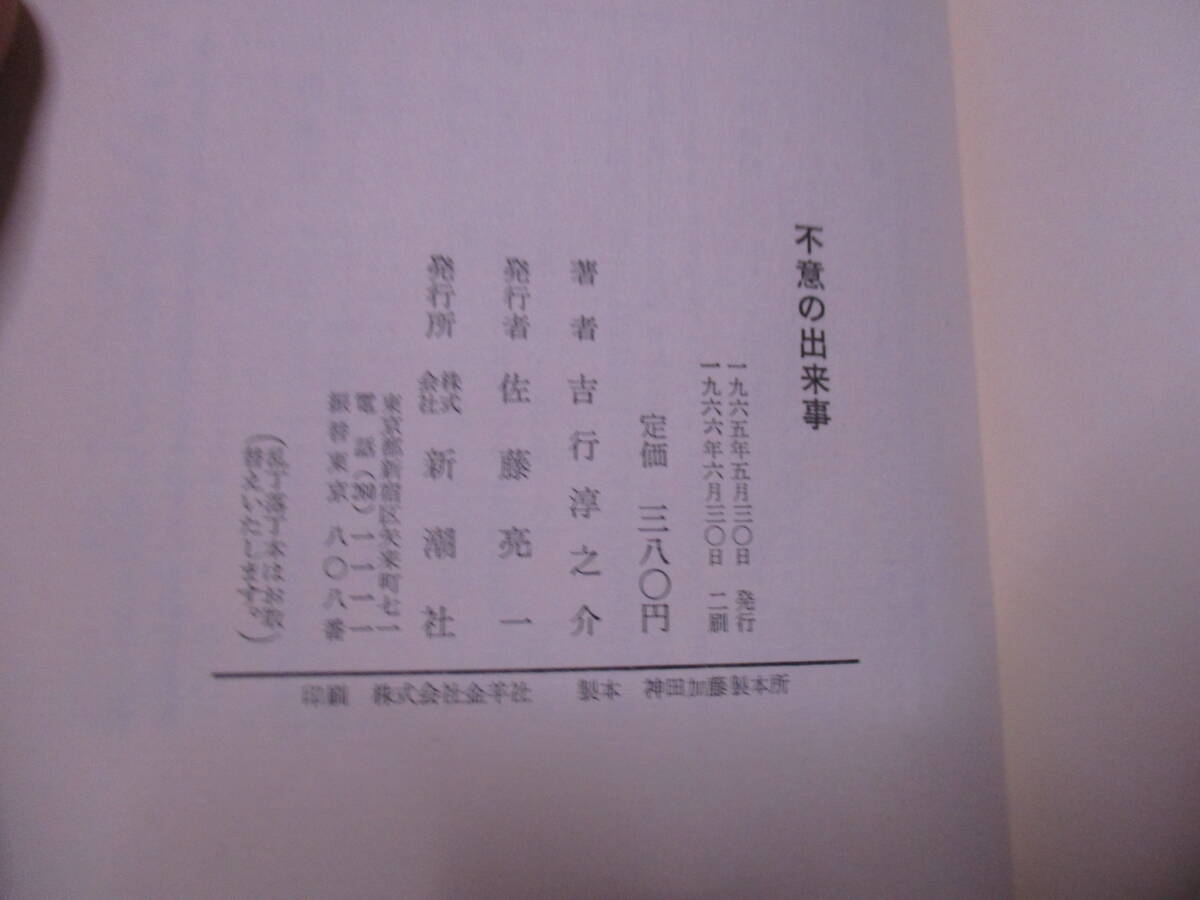 不意の出来事
一九六五年五月三〇日 発行
一九六六年六月三〇日 二刷
定価 三八〇円
著者 吉行淳之介
発行者 佐藤亮一
発行所 株式会社 新潮社
東京都新宿区矢来町七一
電話(260)一一一一
振替東京 八〇八番
(乱丁落丁本はお取
替えいたします。)
印刷 株式会社金羊社 製本 神田加藤製本所